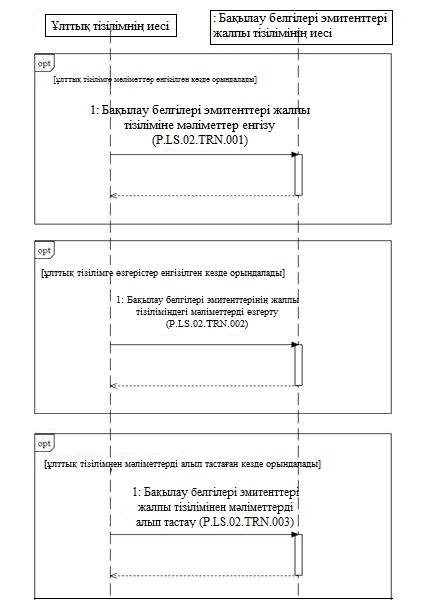 Ұлттық тізілімнің иесі
: Бақылау белгілері эмитенттері
жалпы тізілімінің иесі
opt
[ұлттық тізілімге мәліметтер енгізілген кезде орындалады]
1: Бақылау белгілері эмитенттері жалпы
тізіліміне мәліметтер енгізу
(P.LS.02.TRN.001)
opt
[ұлттық тізілімге өзгерістер енгізілген кезде орындалады]
1: Бақылау белгілері эмитенттерінің жалпы
тізіліміндегі мәліметтерді өзгерту
(P.LS.02.TRN.002)
opt
[ұлттық тізілімнен мәліметтерді алып тастаған кезде орындалады]
1: Бақылау белгілері эмитенттері
жалпы тізілімінен мәліметтерді
алып тастау (P.LS.02.TRN.003)